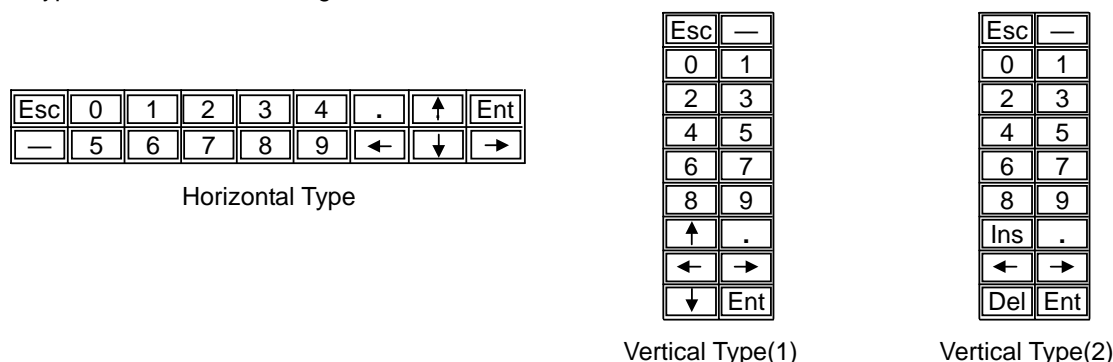 Esc 0 1 2 3 4 . ↑ Ent
— 5 6 7 8 9 ← ↓ →
Horizontal Type
Esc —
0 1
2 3
4 5
6 7
8 9
↑ .
← →
↓ Ent
Vertical Type(1)
Esc —
0 1
2 3
4 5
6 7
8 9
Ins .
← →
Del Ent
Vertical Type(2)